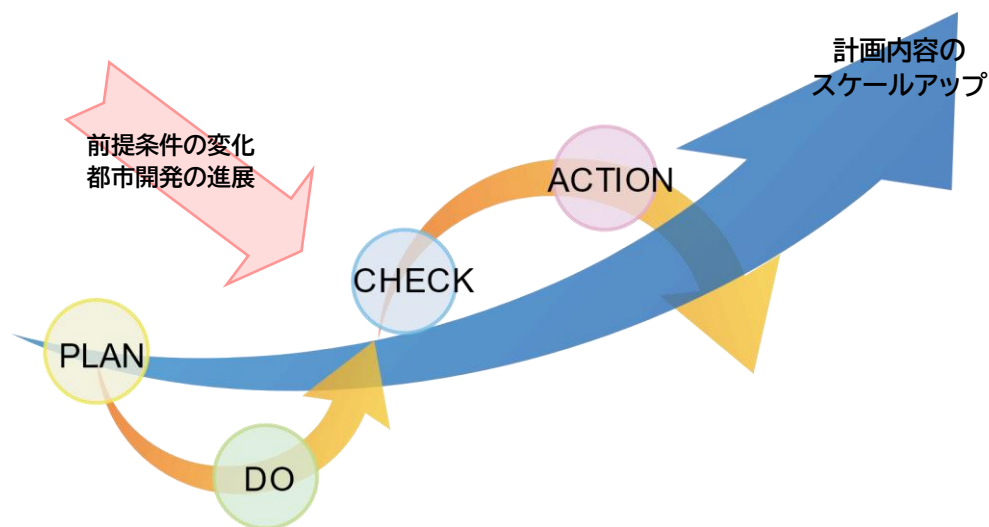 計画内容の
スケールアップ
前提条件の変化
都市開発の進展
ACTION
CHECK
PLAN
DO